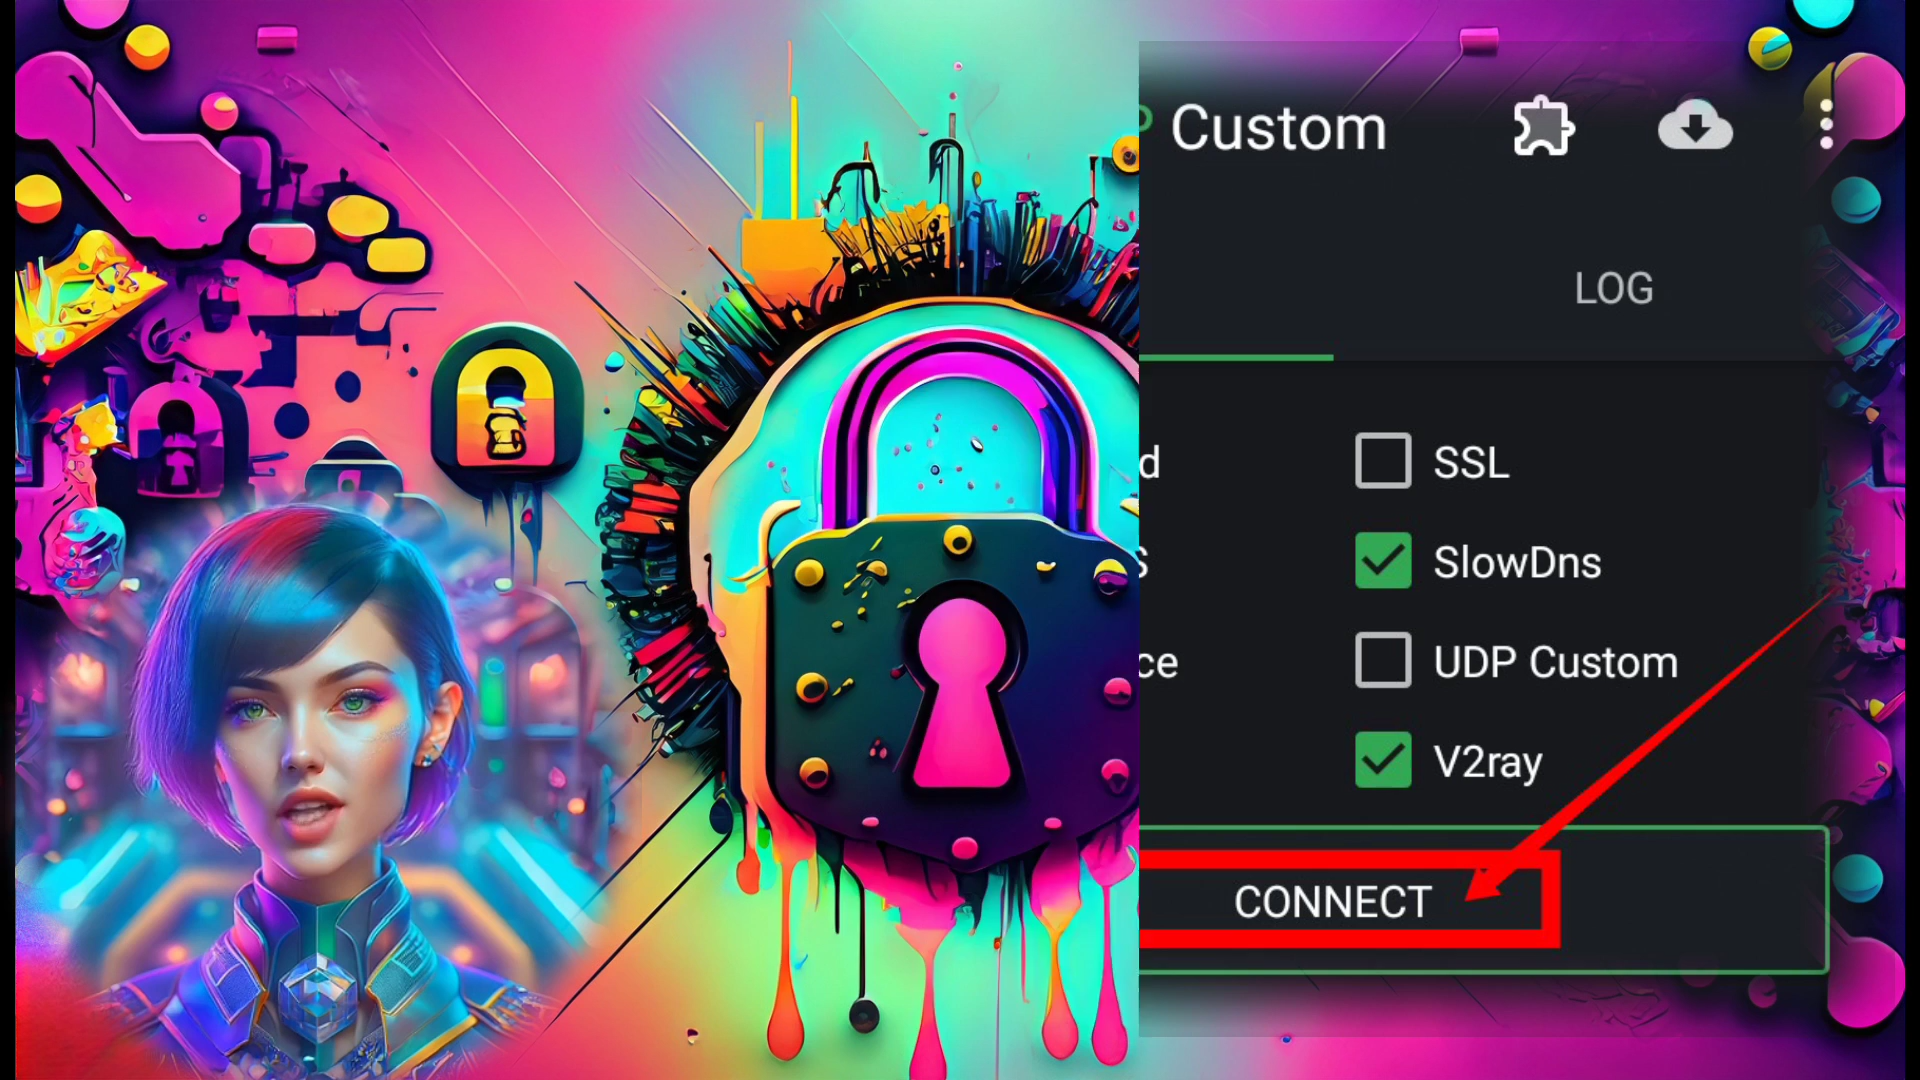 Custom
LOG
d
SSL
S
SlowDns
ce
UDP Custom
V2ray
CONNECT